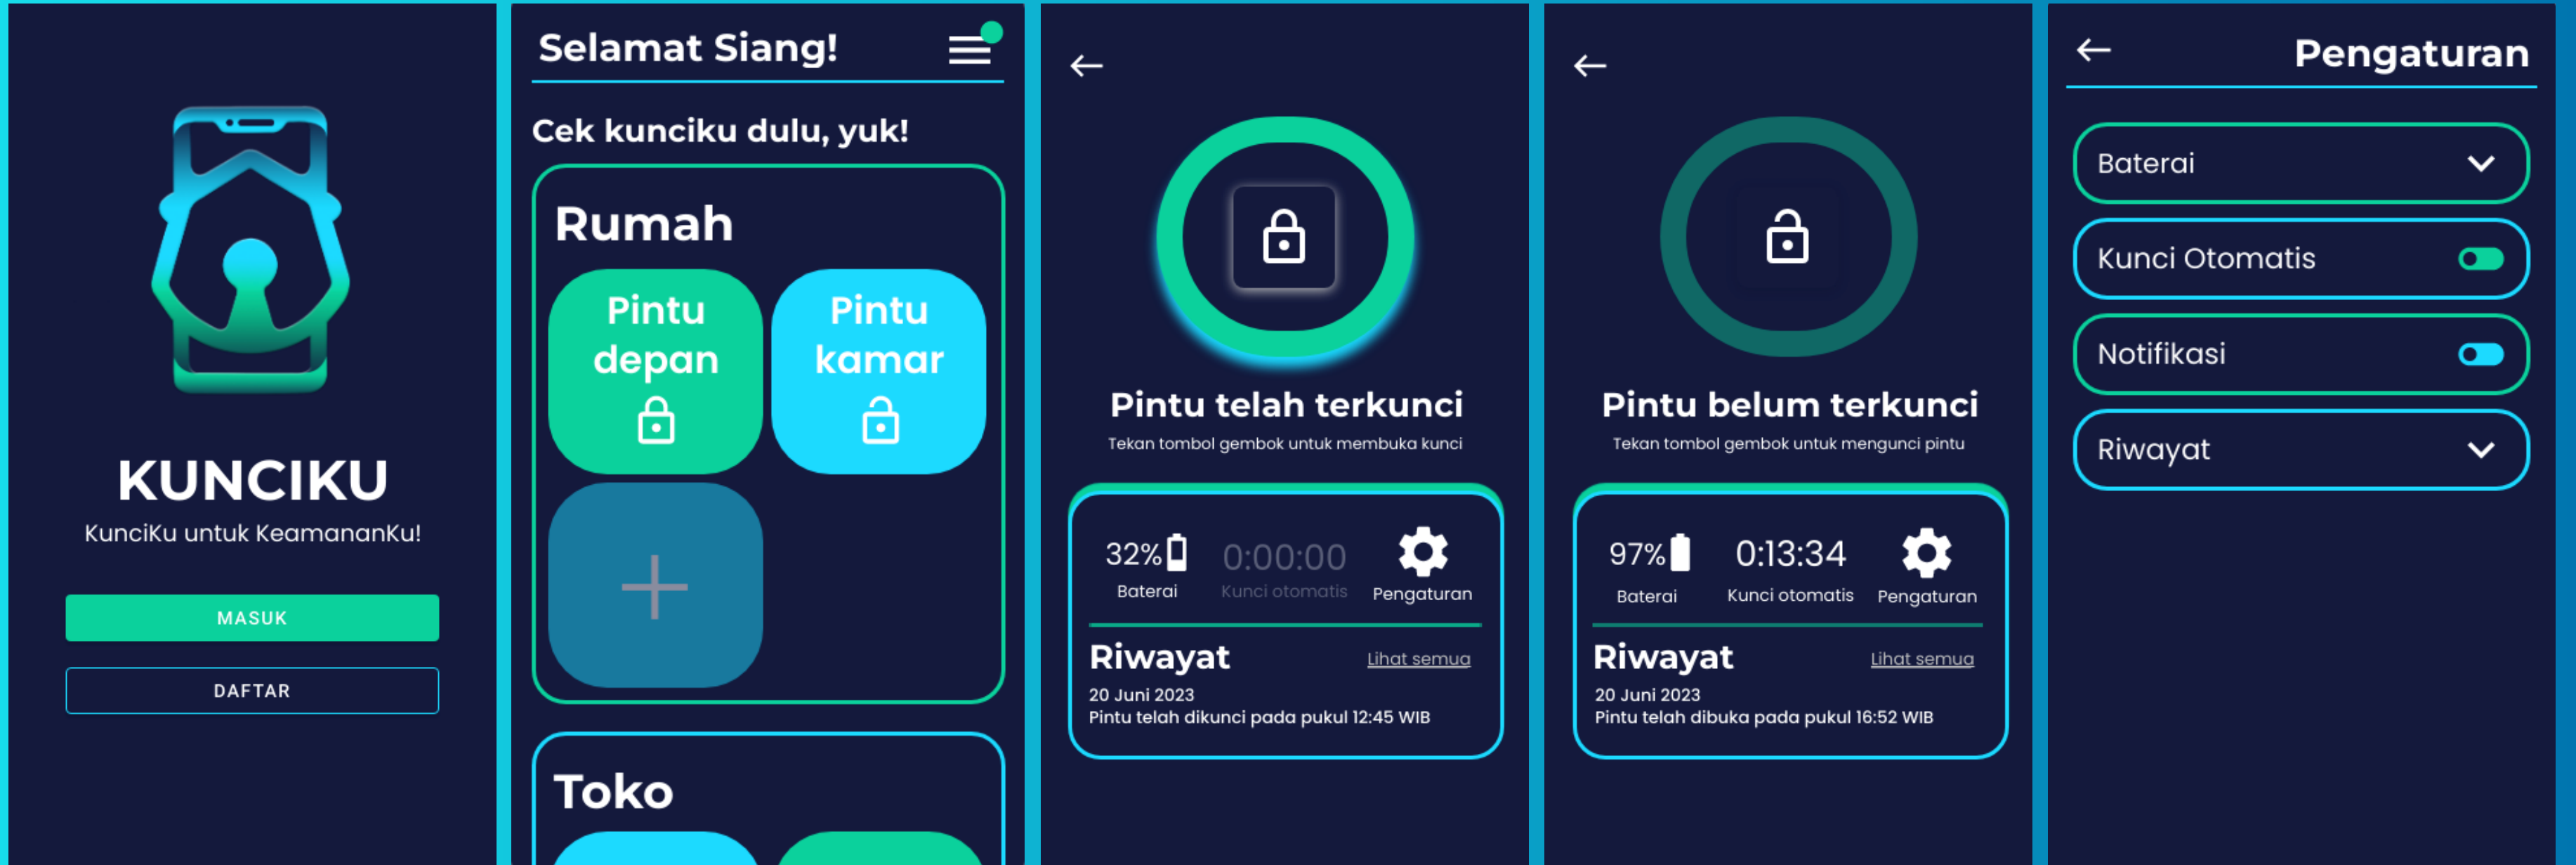 KUNCIKU
KunciKu untuk KeamananKu!
MASUK
DAFTAR
Selamat Siang!
Cek kunciku dulu, yuk!
Rumah
Pintu
depan
Pintu
kamar
Toko
Pintu telah terkunci
Tekan tombol gembok untuk membuka kunci
32%
Baterai
0:00:00
Kunci otomatis
Pengaturan
Riwayat
Lihat semua
20 Juni 2023
Pintu telah dikunci pada pukul 12:45 WIB
Pintu belum terkunci
Tekan tombol gembok untuk mengunci pintu
97%
Baterai
0:13:34
Kunci otomatis
Pengaturan
Riwayat
Lihat semua
20 Juni 2023
Pintu telah dibuka pada pukul 16:52 WIB
Pengaturan
Baterai
Kunci Otomatis
Notifikasi
Riwayat